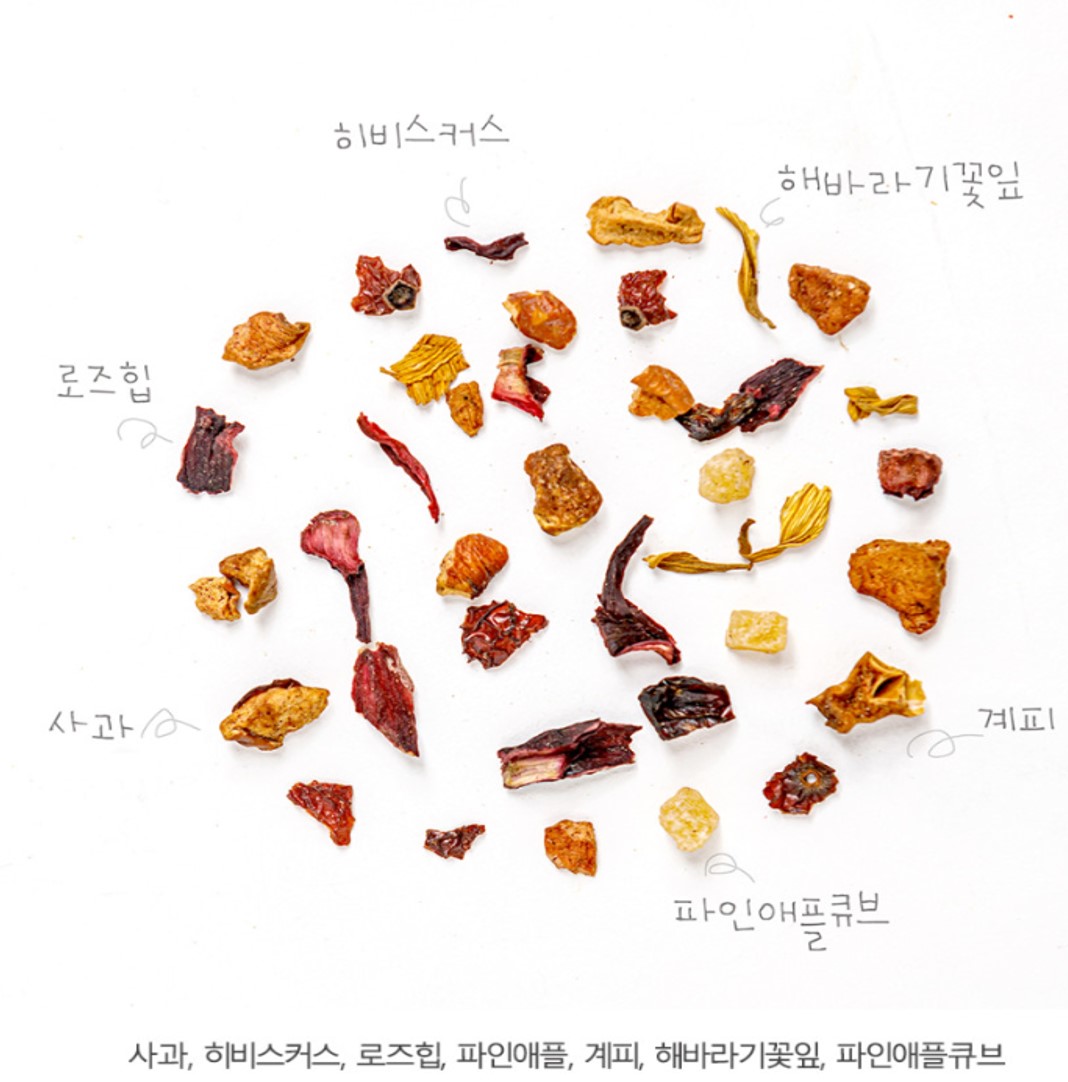 히비스커스
해바라기꽃잎
로즈힙
사과
계피
파인애플큐브
사과, 히비스커스, 로즈힙, 파인애플, 계피, 해바라기꽃잎, 파인애플큐브